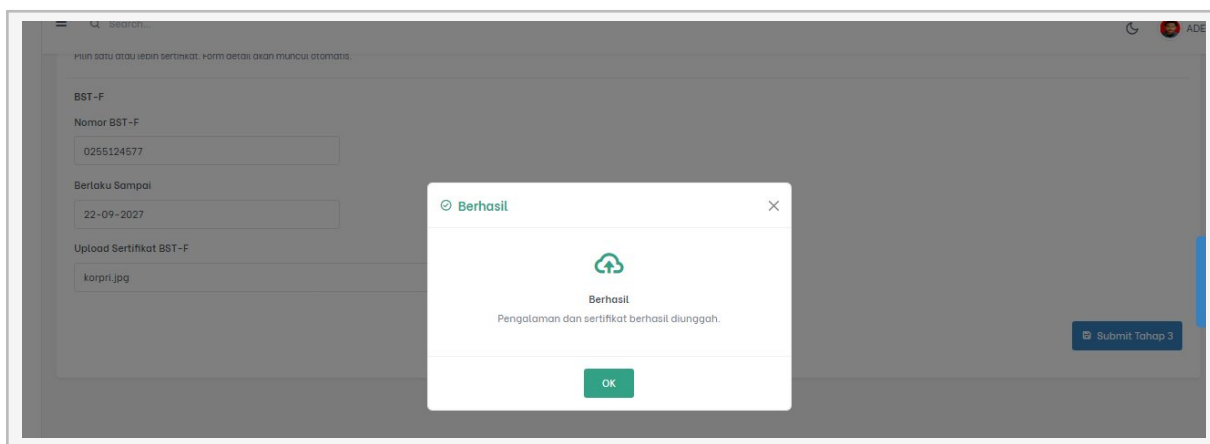 Search...
ADE
Pilih satu atau lebih sertifikat. Form detail akan muncul otomatis.
BST-F
Nomor BST-F
0255124577
Berlaku Sampai
22-09-2027
Upload Sertifikat BST-F
korpri.jpg
Berhasil
Berhasil
Pengalaman dan sertifikat berhasil diunggah.
OK
Submit Tahap 3